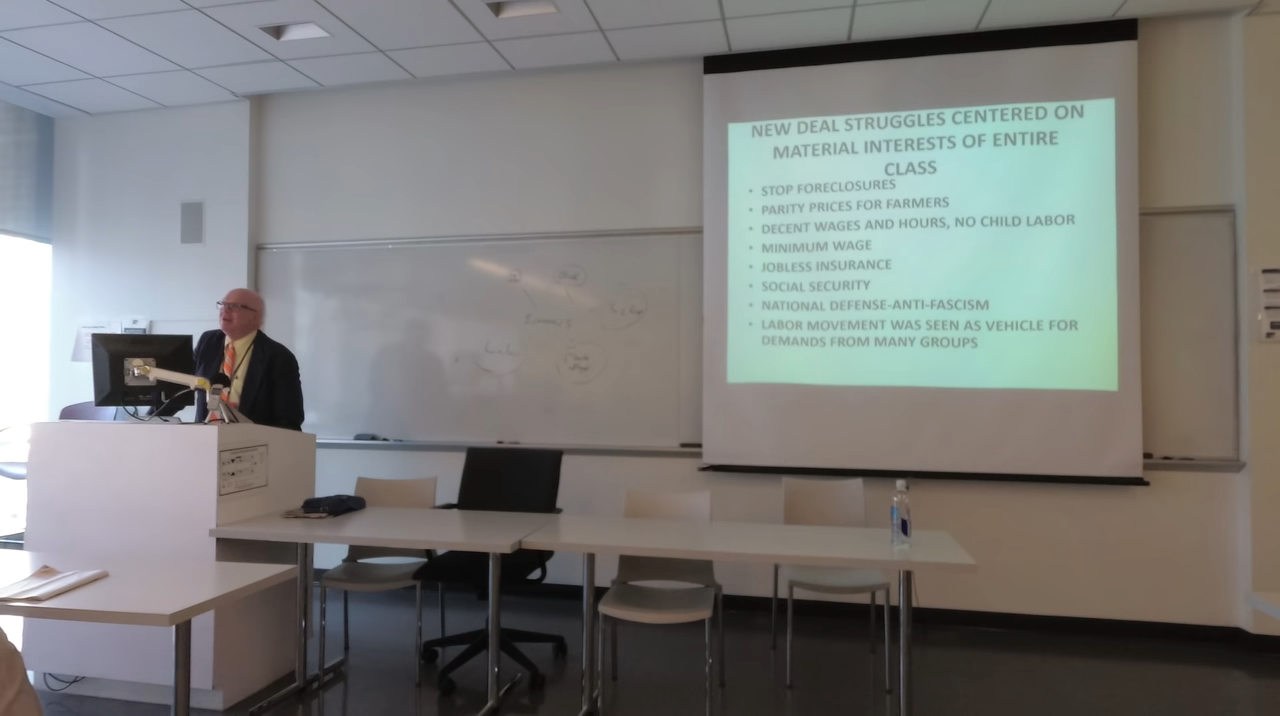 NEW DEAL STRUGGLES CENTERED ON
MATERIAL INTERESTS OF ENTIRE
CLASS
• STOP FORECLOSURES
• PARITY PRICES FOR FARMERS
• DECENT WAGES AND HOURS, NO CHILD LABOR
• MINIMUM WAGE
• JOBLESS INSURANCE
• SOCIAL SECURITY
• NATIONAL DEFENSE-ANTI-FASCISM
• LABOR MOVEMENT WAS SEEN AS VEHICLE FOR
DEMANDS FROM MANY GROUPS